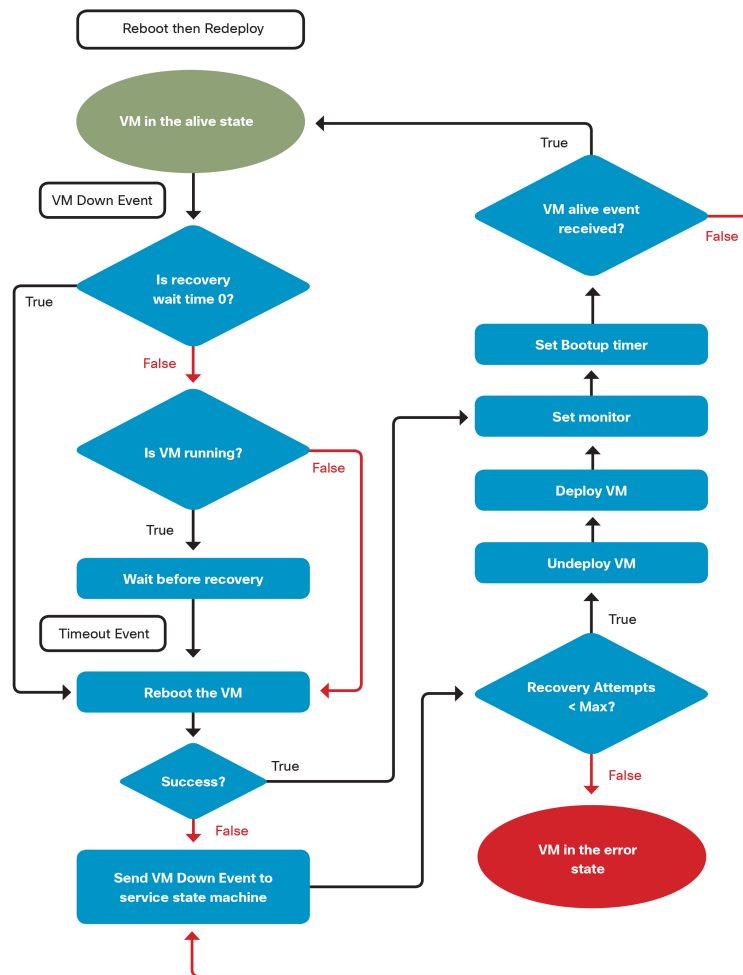 Reboot then Redeploy
VM in the alive state
VM Down Event
Is recovery
wait time 0?
True
False
Is VM running?
False
True
Wait before recovery
Timeout Event
Reboot the VM
Success?
True
False
Send VM Down Event to
service state machine
True
VM alive event
received?
False
Set Bootup timer
Set monitor
Deploy VM
Undeploy VM
True
Recovery Attempts
< Max?
False
VM in the error
state